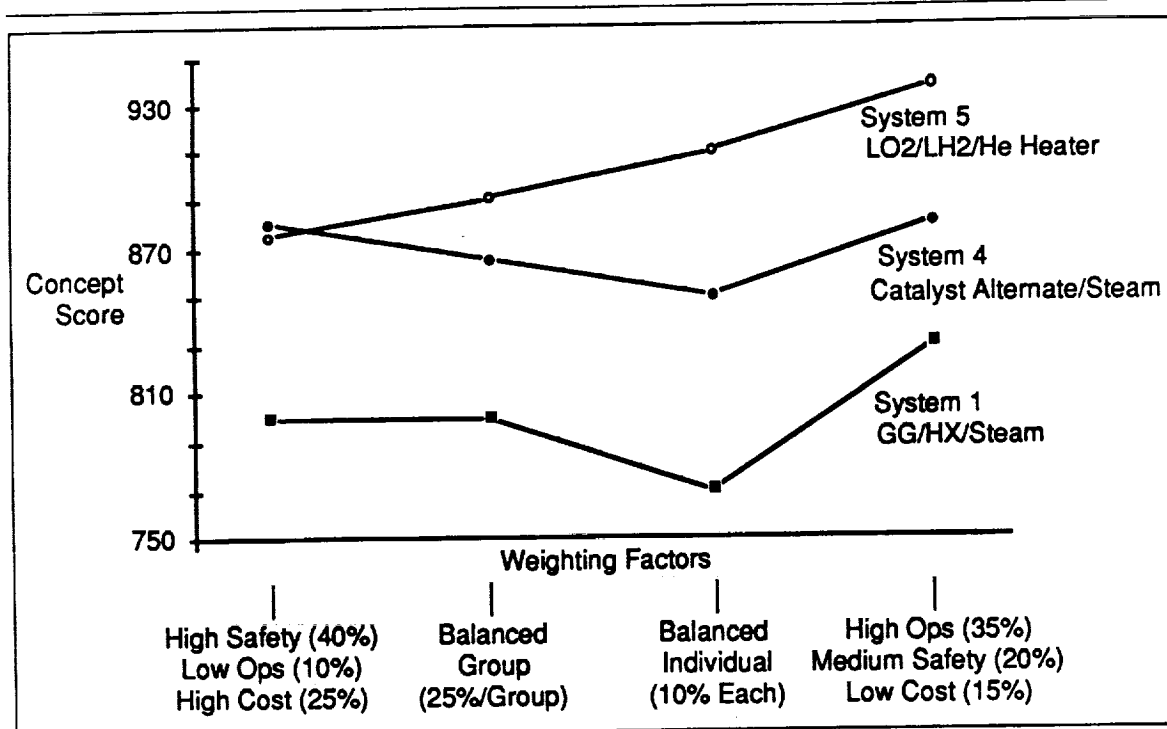 930
870
810
750
Concept
Score
System 5
LO2/LH2/He Heater
System 4
Catalyst Alternate/Steam
System 1
GG/HX/Steam
Weighting Factors
High Safety (40%)
Low Ops (10%)
High Cost (25%)
Balanced
Group
(25%/Group)
Balanced
Individual
(10% Each)
High Ops (35%)
Medium Safety (20%)
Low Cost (15%)